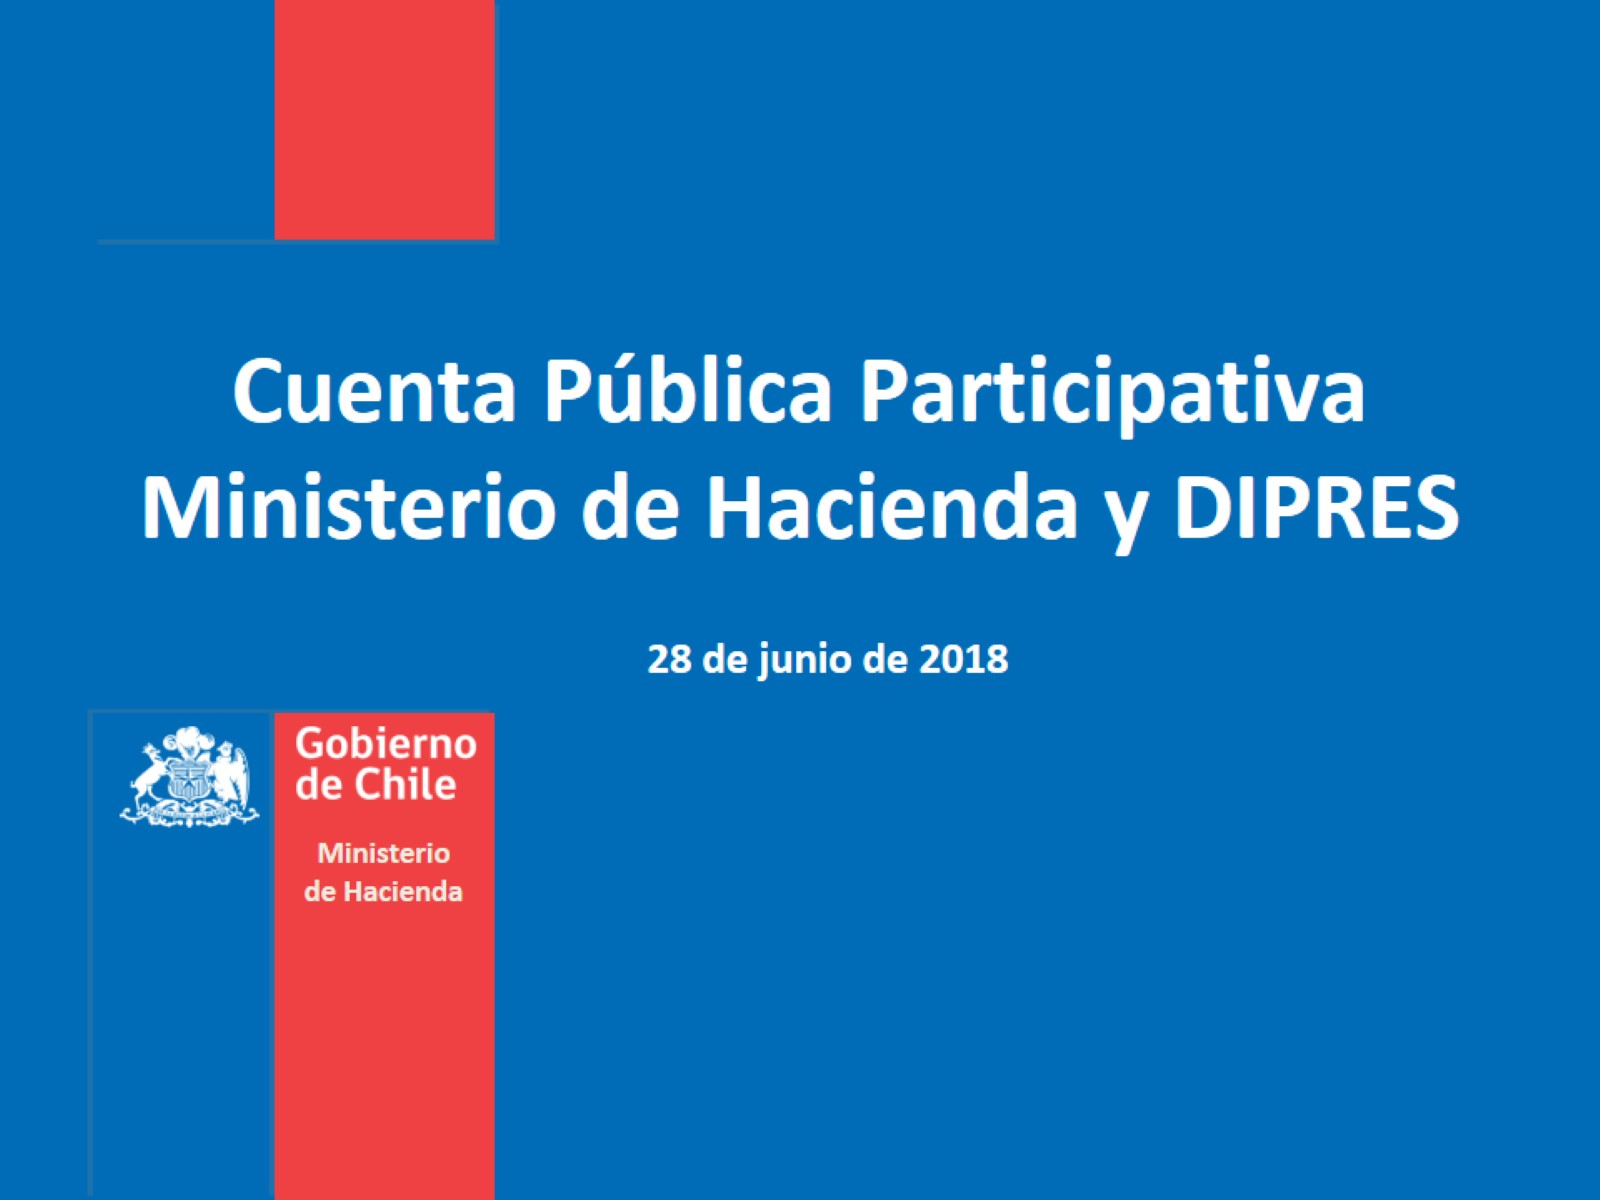 Cuenta Pública Participativa
Ministerio de Hacienda y DIPRES
28 de junio de 2018
Gobierno
de Chile
Ministerio
de Hacienda